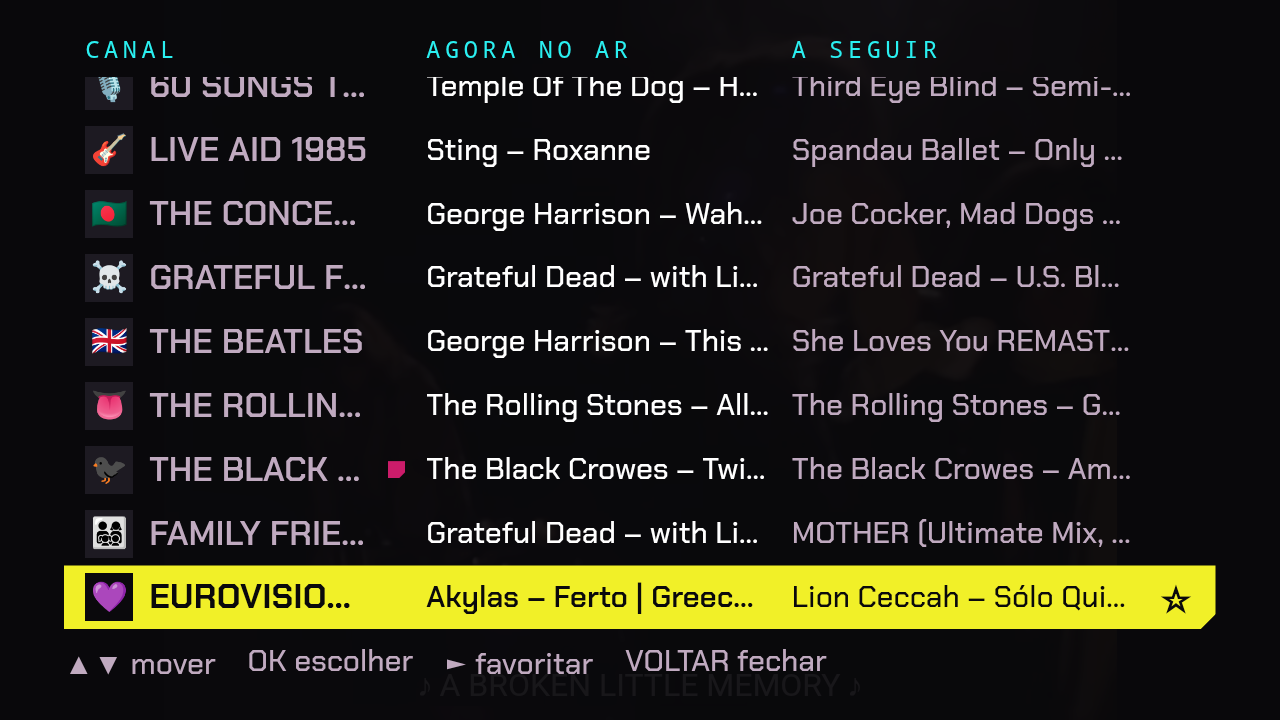 CANAL AGORA NO AR A SEGUIR
60 SONGS T... Temple Of The Dog – H... Third Eye Blind – Semi-...
LIVE AID 1985 Sting – Roxanne Spandau Ballet – Only ...
THE CONCE... George Harrison – Wah... Joe Cocker, Mad Dogs ...
GRATEFUL F... Grateful Dead – with Li... Grateful Dead – U.S. Bl...
THE BEATLES George Harrison – This ... She Loves You REMAST...
THE ROLLIN... The Rolling Stones – All... The Rolling Stones – G...
THE BLACK ... The Black Crowes – Twi... The Black Crowes – Am...
FAMILY FRIE... Grateful Dead – with Li... MOTHER (Ultimate Mix, ...
EUROVISIO... Akylas – Ferto | Greec... Lion Ceccah – Sólo Qui... ☆
▲ ▼ mover OK escolher ► favoritar VOLTAR fechar
♪ A BROKEN LITTLE MEMORY ♪